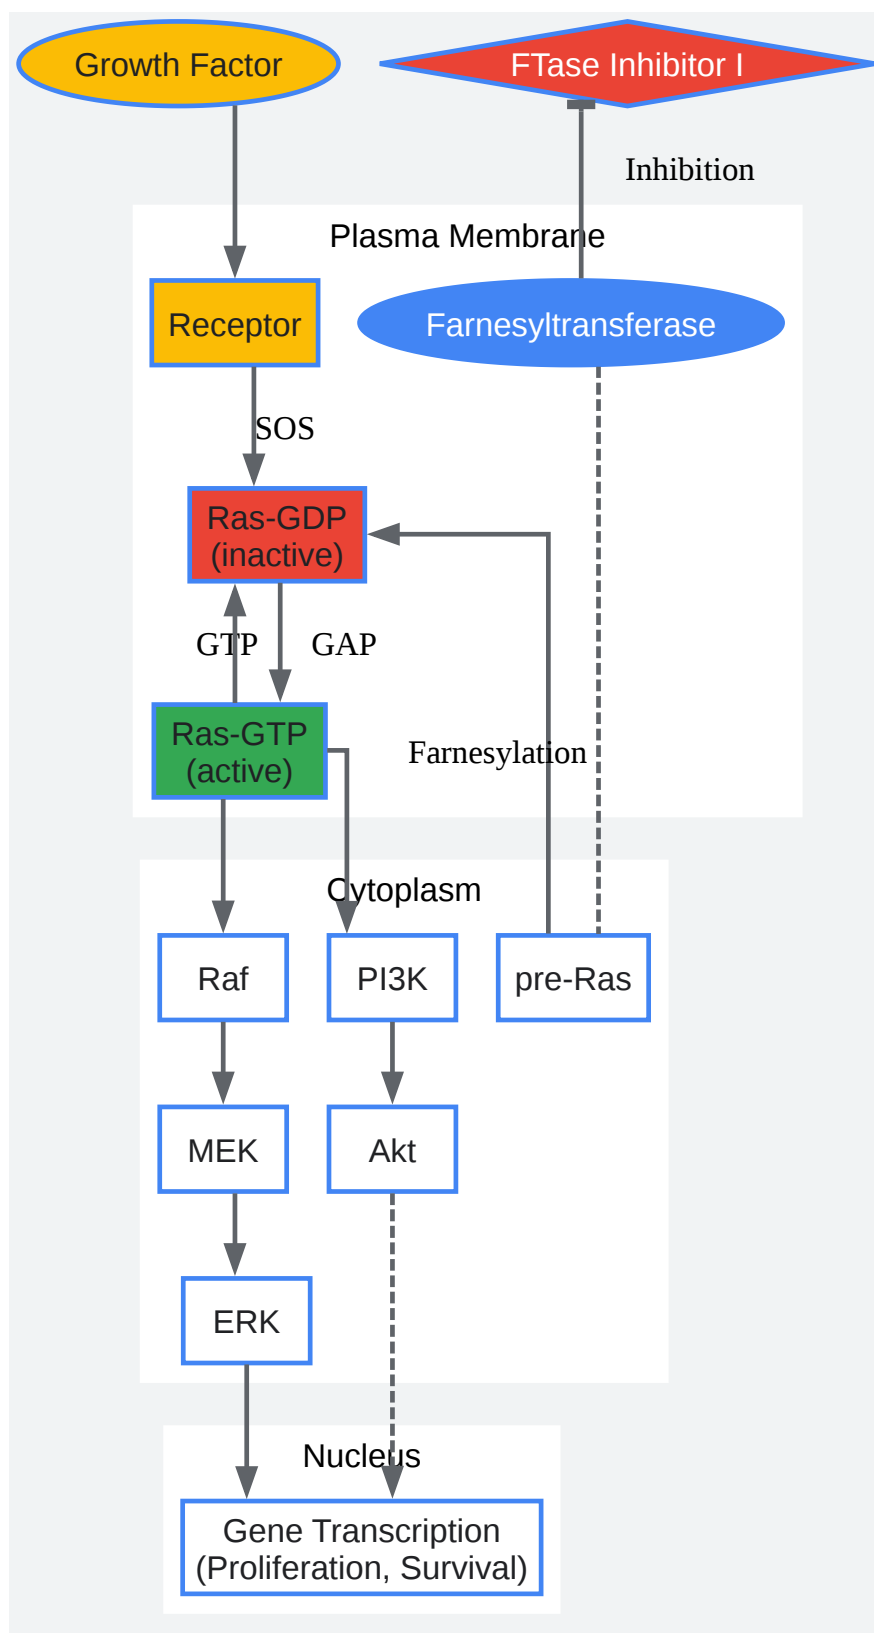 Growth Factor
FTase Inhibitor I
Inhibition
Plasma Membrane
Receptor
Farnesyltransferase
SOS
Ras-GDP
(inactive)
GTP
GAP
Ras-GTP
(active)
Farnesylation
Cytoplasm
Raf
PI3K
pre-Ras
MEK
Akt
ERK
Nucleus
Gene Transcription
(Proliferation, Survival)